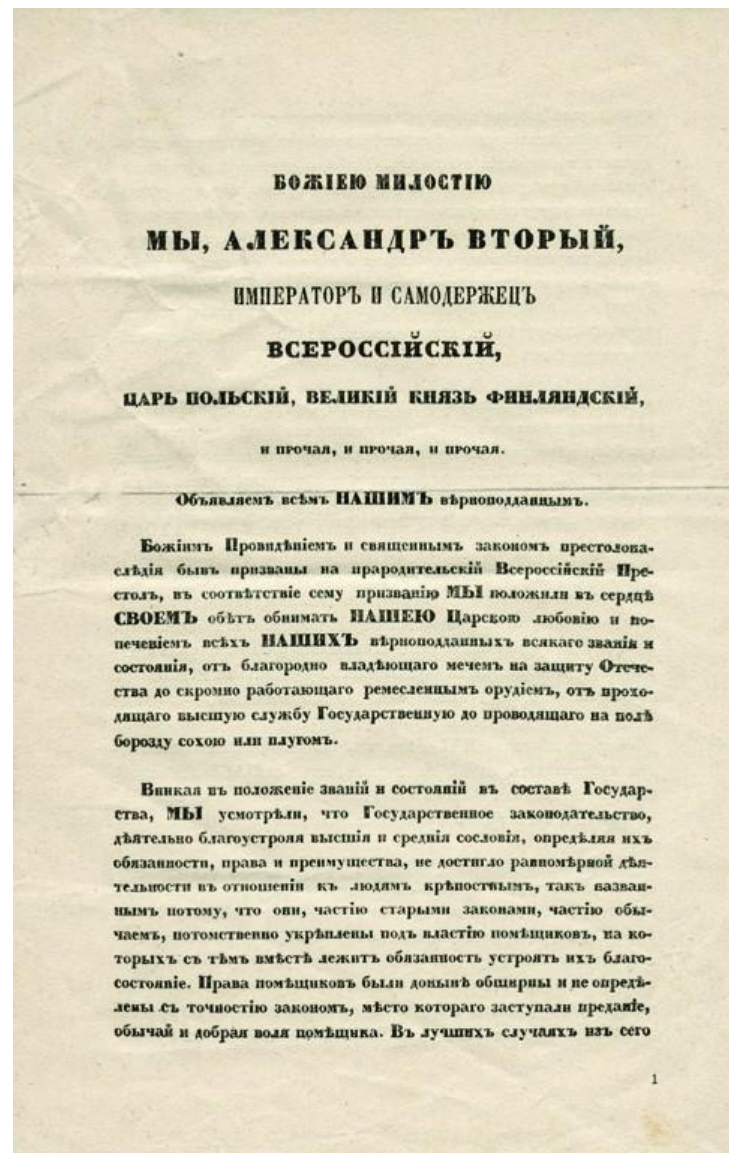 БОЖІЕЮ МИЛОСТІЮ
МЫ, АЛЕКСАНДРЪ ВТОРЫЙ,
ИМПЕРАТОРЪ И САМОДЕРЖЕЦЪ
ВСЕРОССІЙСКІЙ,
ЦАРЬ ПОЛЬСКІЙ, ВЕЛИКІЙ КНЯЗЬ ФИНЛЯНДСКІЙ,
и прочая, и прочая, и прочая.
Объявляемъ всѣмъ НАШИМЪ вѣрноподданнымъ.
Божіимъ Провидѣніемъ и священнымъ закономъ престолона-
слѣдія бывъ призваны на прародительскій Всероссійскій Пре-
столъ, въ соотвѣтствіе сему призванію МЫ положили въ сердцѣ
СВОЕМЪ обѣтъ обнимать НАШЕЮ Царскою любовію и по-
печеніемъ всѣхъ НАШИХЪ вѣрноподданныхъ всякаго званія и
состоянія, отъ благородно владѣющаго мечемъ на защиту Отече-
ства до скромно работающаго ремесленнымъ орудіемъ, отъ прохо-
дящаго высшую службу Государственную до проводящаго на полѣ
борозду сохою или плугомъ.
Вникая въ положеніе званій и состояній въ составѣ Государ-
ства, МЫ усмотрѣли, что Государственное законодательство,
дѣятельно благоустрояя высшія и среднія сословія, опредѣляя ихъ
обязанности, права и преимущества, не достигло равномѣрной дѣя-
тельности въ отношеніи къ людямъ крѣпостнымъ, такъ назван-
нымъ потому, что они, частію старыми законами, частію обы-
чаемъ, потомственно укрѣплены подъ властію помѣщиковъ, на ко-
торыхъ съ тѣмъ вмѣстѣ лежитъ обязанность устроять ихъ благо-
состояніе. Права помѣщиковъ были донынѣ обширны и не опредѣ-
лены съ точностію закономъ, мѣсто котораго заступали преданіе,
обычай и добрая воля помѣщика. Въ лучшихъ случаяхъ изъ сего
1